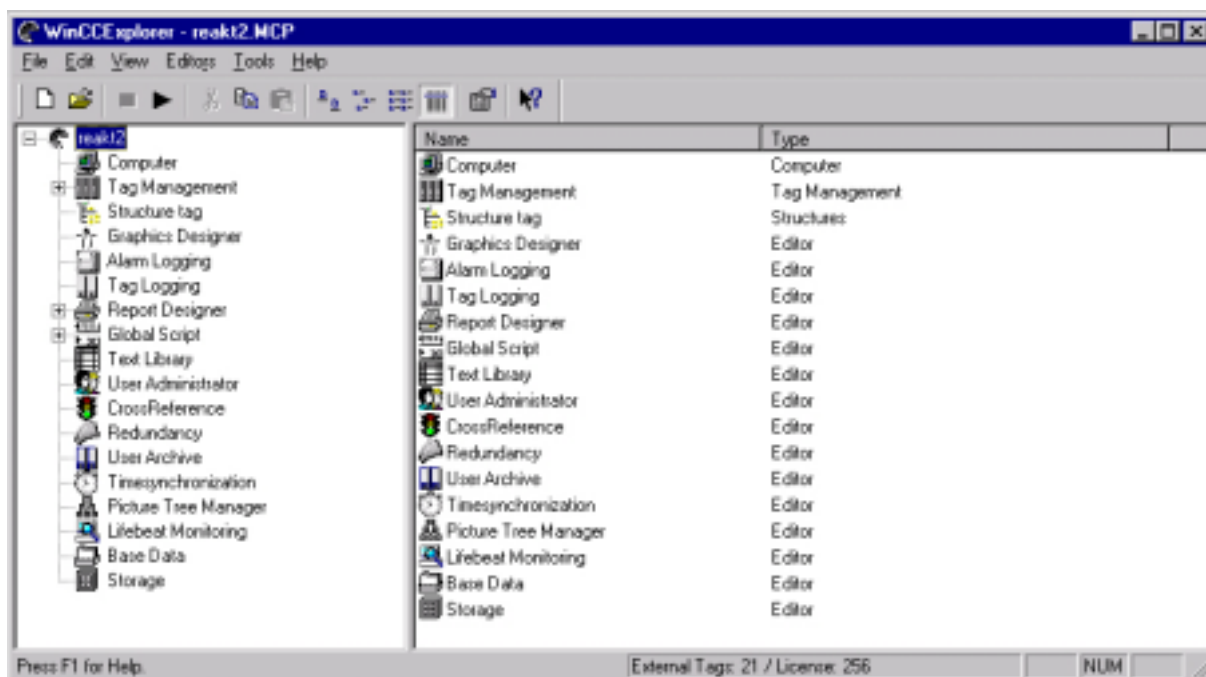 WinCCExplorer - reakt2.MCP
File Edit View Editors Tools Help
reakt2
Computer
Tag Management
Structure tag
Graphics Designer
Alarm Logging
Tag Logging
Report Designer
Global Script
Text Library
User Administrator
CrossReference
Redundancy
User Archive
Timesynchronization
Picture Tree Manager
Lifebeat Monitoring
Base Data
Storage
Name Type
Computer Computer
Tag Management Tag Management
Structure tag Structures
Graphics Designer Editor
Alarm Logging Editor
Tag Logging Editor
Report Designer Editor
Global Script Editor
Text Library Editor
User Administrator Editor
CrossReference Editor
Redundancy Editor
User Archive Editor
Timesynchronization Editor
Picture Tree Manager Editor
Lifebeat Monitoring Editor
Base Data Editor
Storage Editor
Press F1 for Help. External Tags: 21 / License: 256 NUM